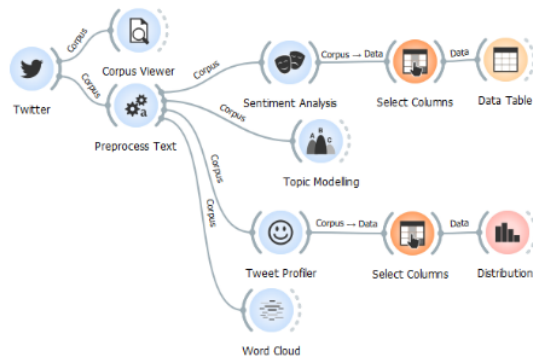 Corpus
Corpus Viewer
Twitter
Corpus
Preprocess Text
Corpus
Sentiment Analysis
Corpus → Data
Select Columns
Data
Data Table
Corpus
A B C
Topic Modelling
Corpus
Tweet Profiler
Corpus → Data
Select Columns
Data
Distribution
Corpus
Word Cloud
a